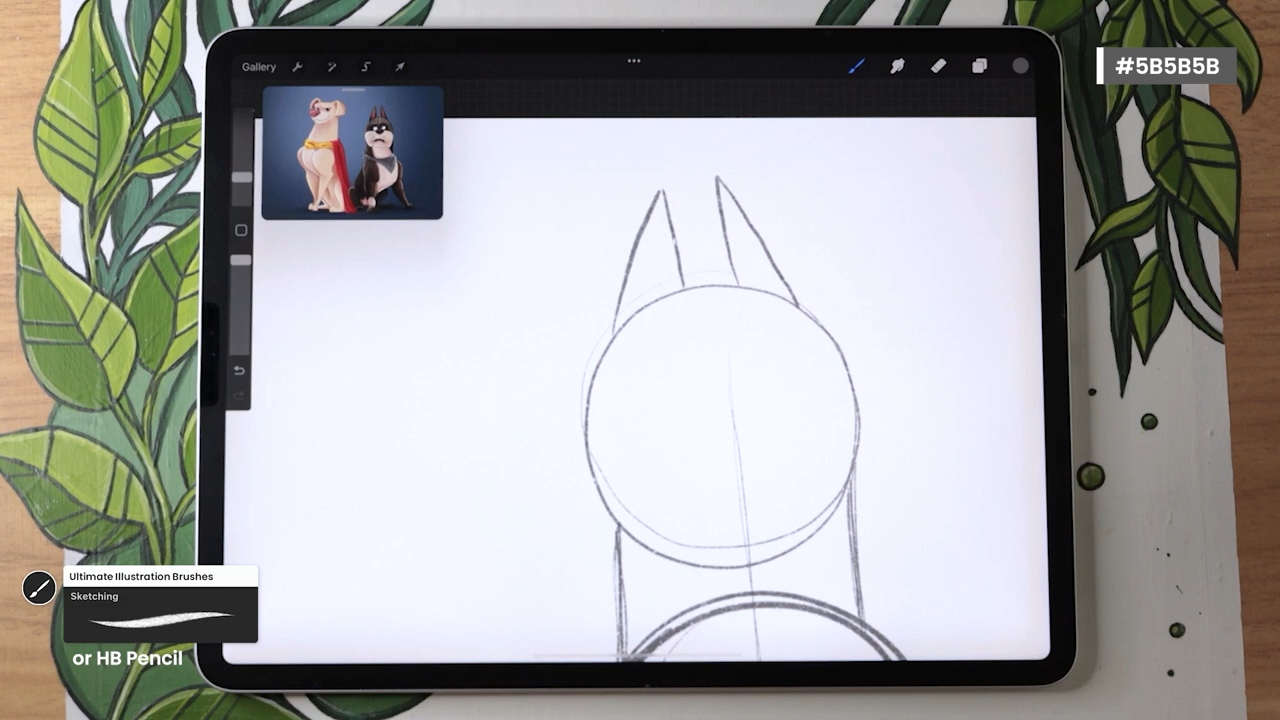 Gallery
#5B5B5B
Ultimate Illustration Brushes
Sketching
or HB Pencil